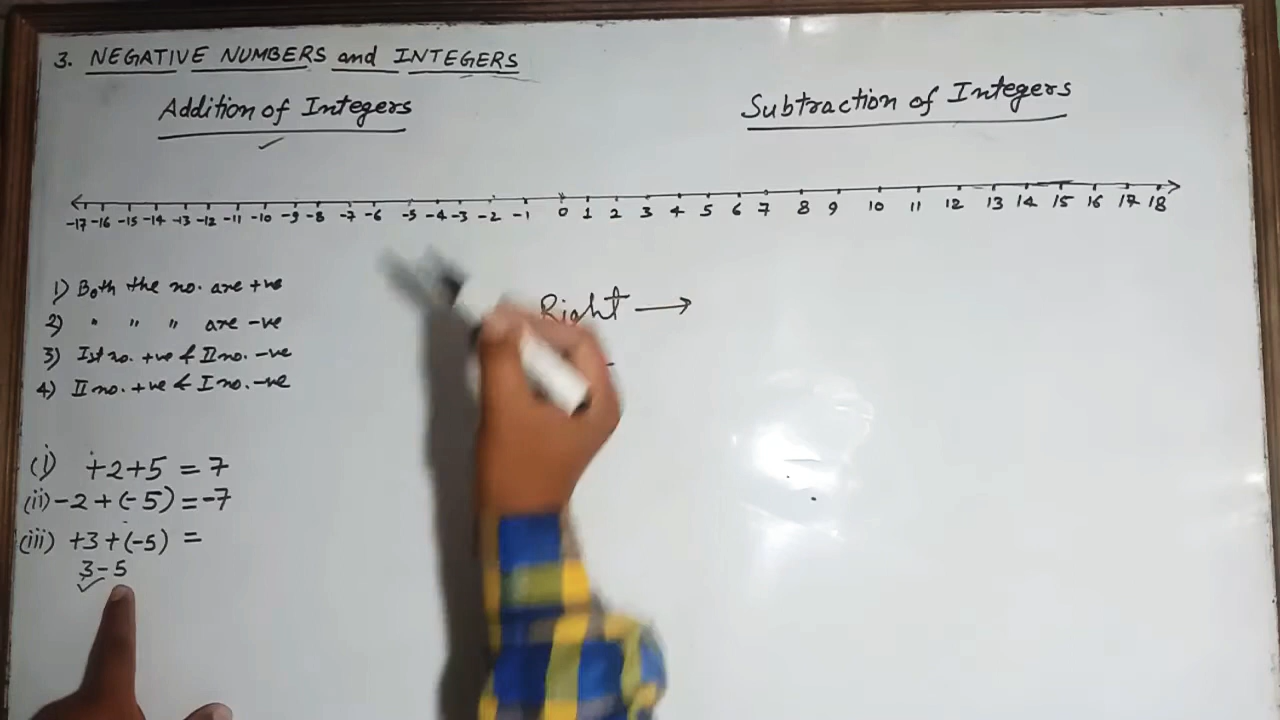 3. NEGATIVE NUMBERS and INTEGERS
Addition of Integers
Subtraction of Integers
-17 -16 -15 -14 -13 -12 -11 -10 -9 -8 -7 -6 -5 -4 -3 -2 -1 0 1 2 3 4 5 6 7 8 9 10 11 12 13 14 15 16 17 18
1) Both the no. are +ve
2) " " " are -ve
3) Ist no. +ve & II no. -ve
4) II no. +ve & I no. -ve
Right →
(i) +2+5 = 7
(ii) -2+(-5) = -7
(iii) +3+(-5) =
3-5